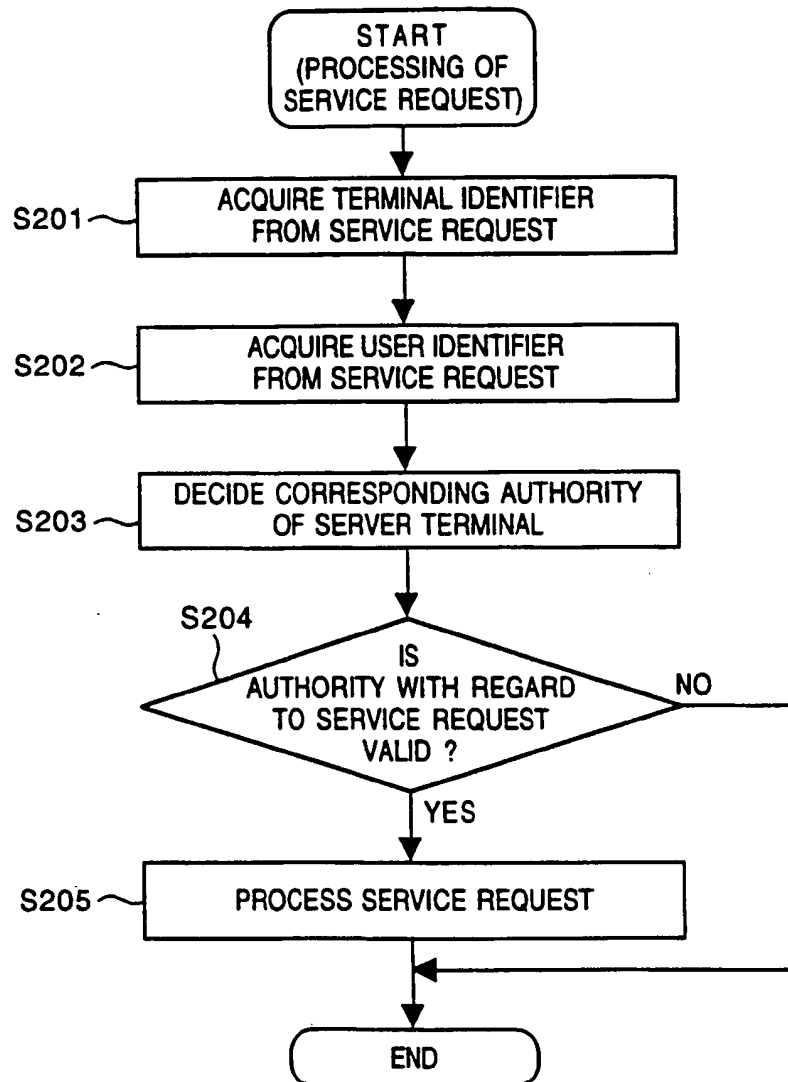 START
(PROCESSING OF
SERVICE REQUEST)
S201
ACQUIRE TERMINAL IDENTIFIER
FROM SERVICE REQUEST
S202
ACQUIRE USER IDENTIFIER
FROM SERVICE REQUEST
S203
DECIDE CORRESPONDING AUTHORITY
OF SERVER TERMINAL
S204
IS
AUTHORITY WITH REGARD
TO SERVICE REQUEST
VALID ?
NO
YES
S205
PROCESS SERVICE REQUEST
END